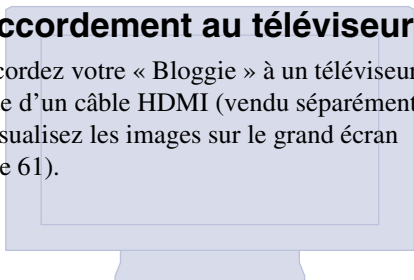 ccordement au téléviseur
cordez votre « Bloggie » à un téléviseur
e d'un câble HDMI (vendu séparément
sualisez les images sur le grand écran
e 61).